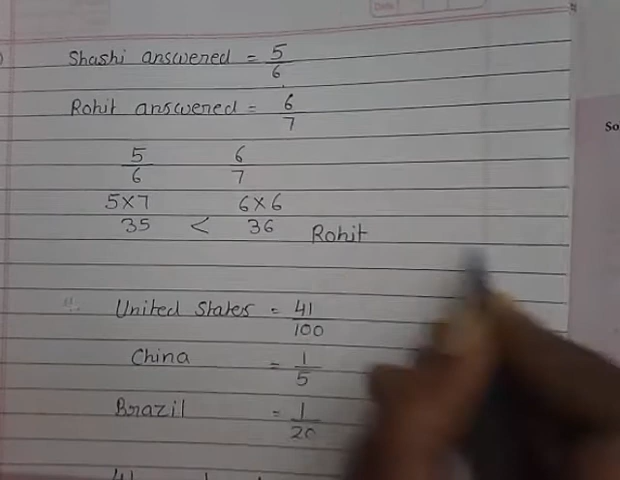 Shashi answered = 5/6
Rohit answered = 6/7
5/6 6/7
5×7 6×6
35 < 36 Rohit
United States = 41/100
China = 1/5
Brazil = 1/20
So